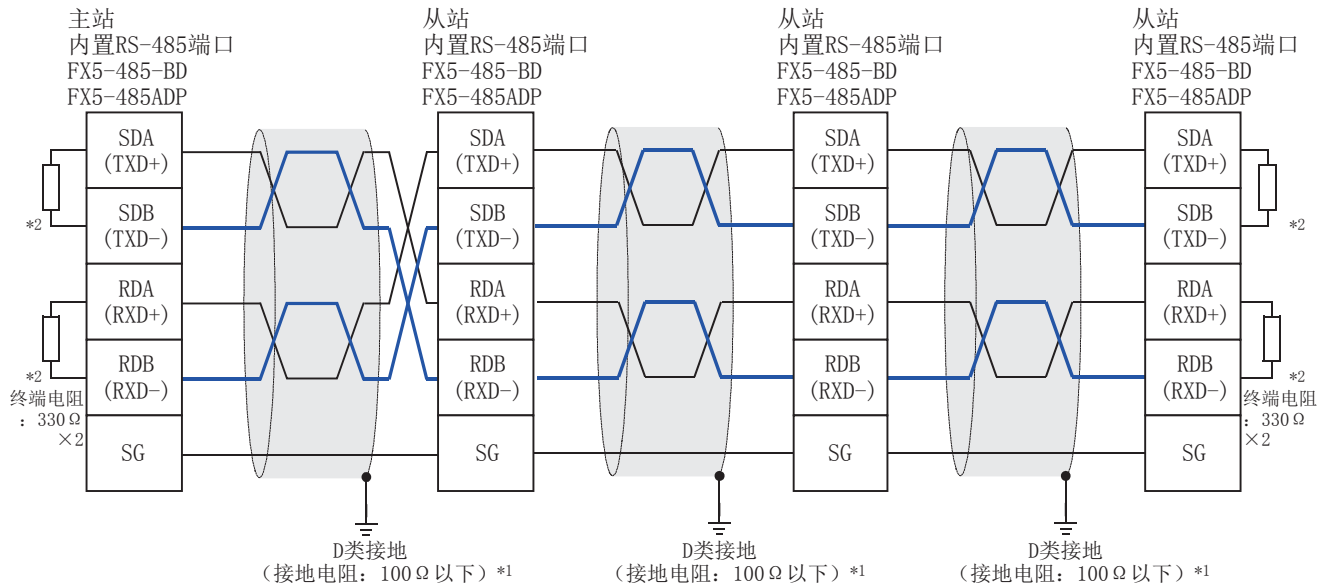 主站
内置RS-485端口
FX5-485-BD
FX5-485ADP
从站
内置RS-485端口
FX5-485-BD
FX5-485ADP
从站
内置RS-485端口
FX5-485-BD
FX5-485ADP
从站
内置RS-485端口
FX5-485-BD
FX5-485ADP
SDA
(TXD+)
SDB
(TXD-)
RDA
(RXD+)
RDB
(RXD-)
SG
SDA
(TXD+)
SDB
(TXD-)
RDA
(RXD+)
RDB
(RXD-)
SG
SDA
(TXD+)
SDB
(TXD-)
RDA
(RXD+)
RDB
(RXD-)
SG
SDA
(TXD+)
SDB
(TXD-)
RDA
(RXD+)
RDB
(RXD-)
SG
*2
*2
终端电阻
：330Ω
×2
*2
*2
终端电阻
：330Ω
×2
D类接地
（接地电阻：100Ω以下）*1
D类接地
（接地电阻：100Ω以下）*1
D类接地
（接地电阻：100Ω以下）*1